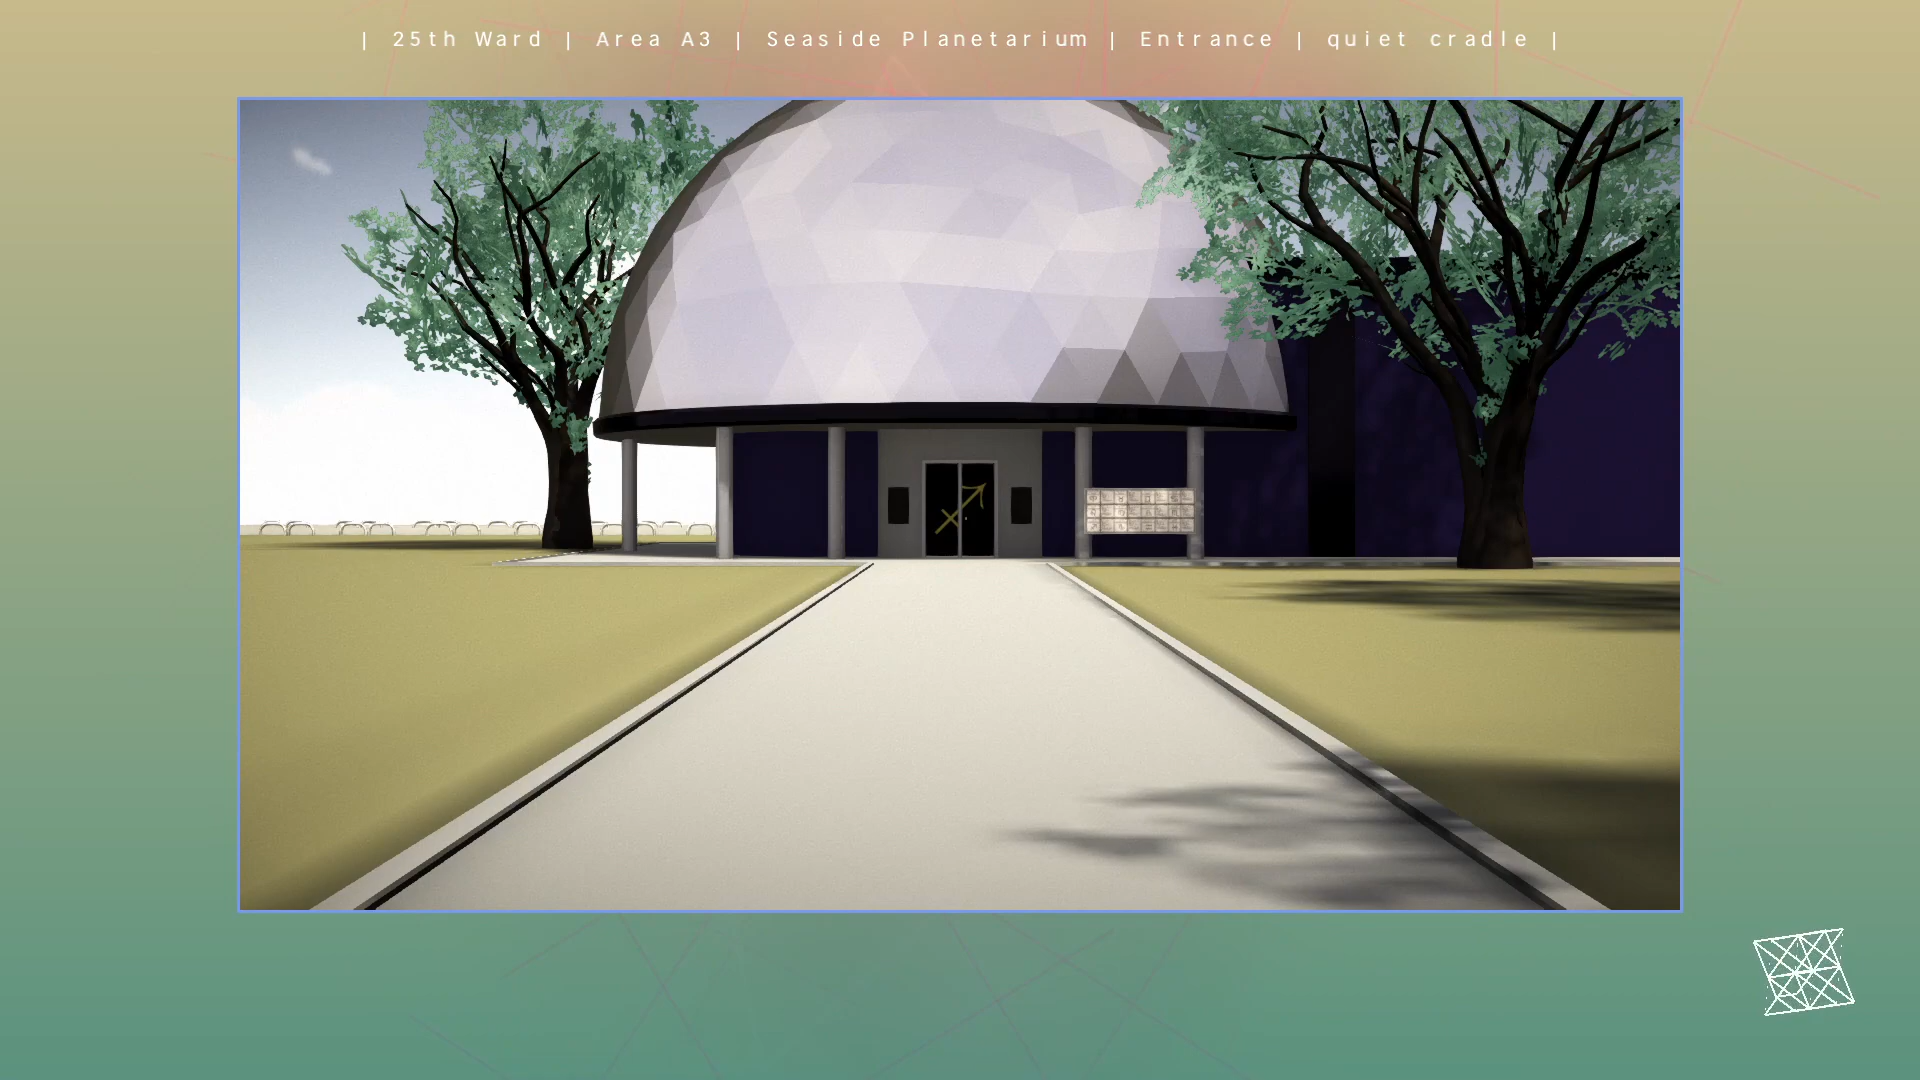 | 25th Ward | Area A3 | Seaside Planetarium | Entrance | quiet cradle |